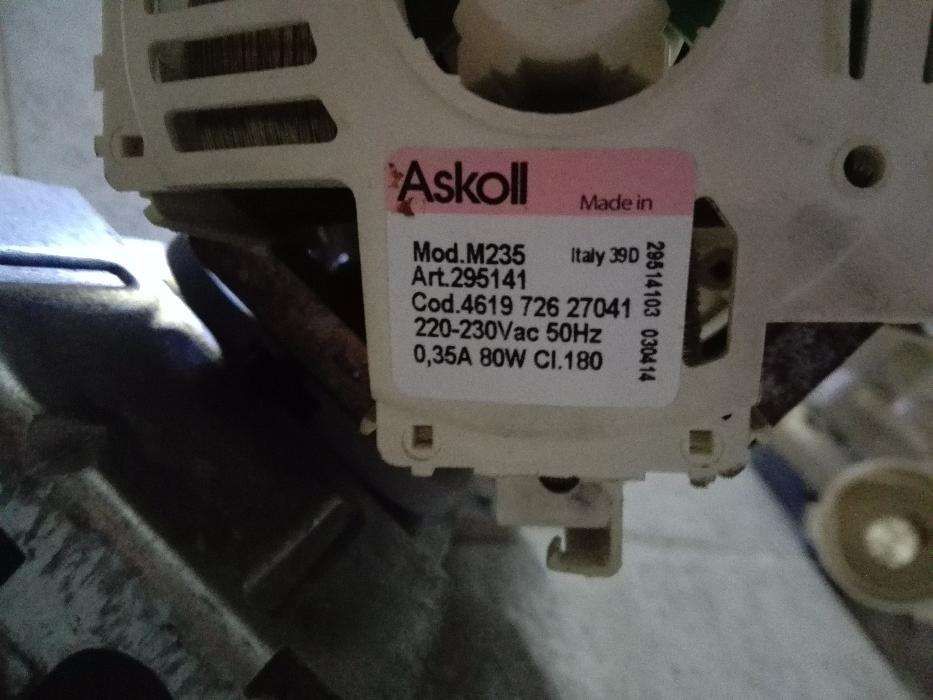 Askoll
Made in
Mod.M235 Italy 39D
Art.295141
Cod.4619 726 27041
220-230Vac 50Hz
0,35A 80W Cl.180
29514103 030414